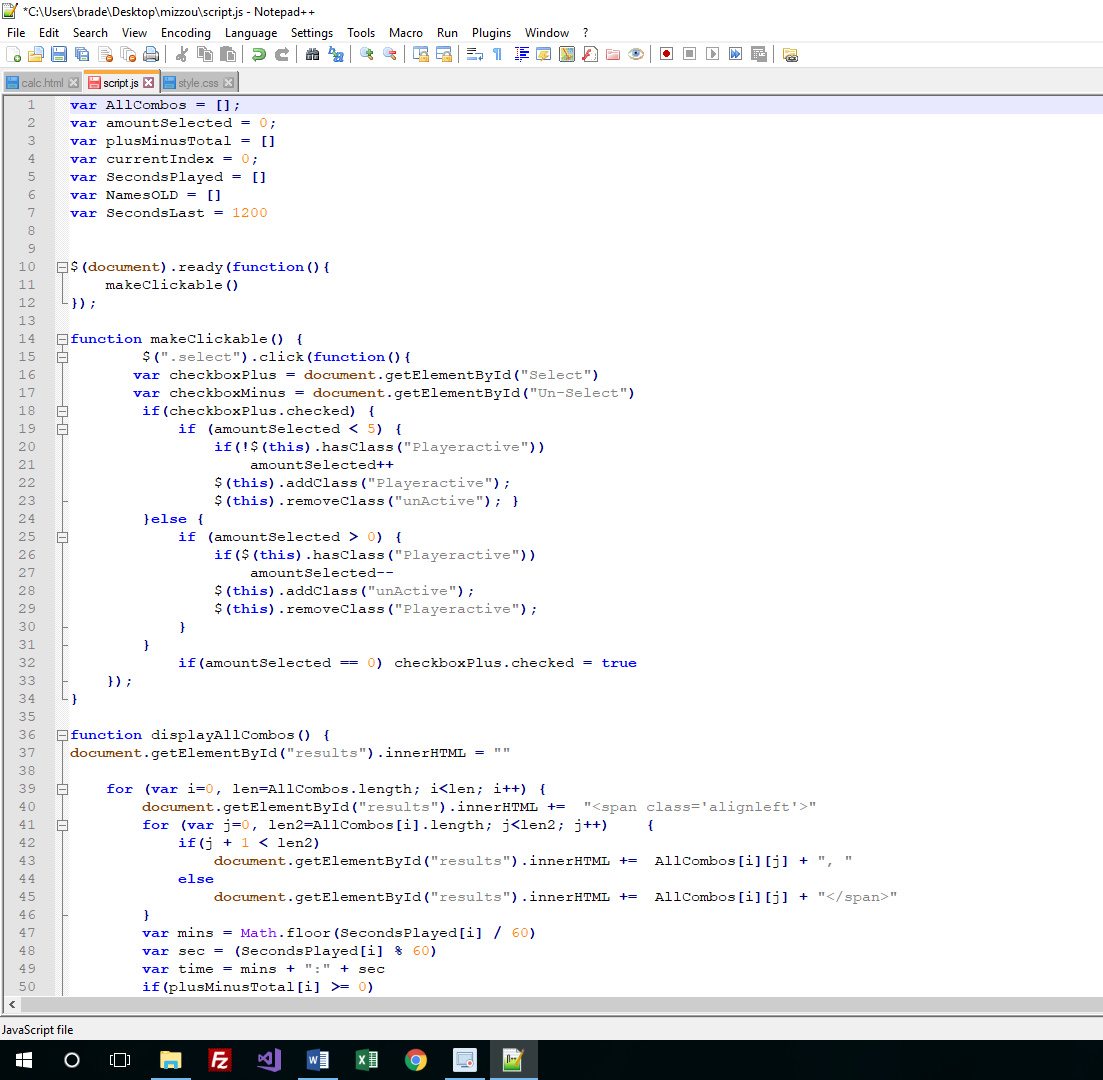 *C:\Users\brade\Desktop\mizzou\script.js - Notepad++
File Edit Search View Encoding Language Settings Tools Macro Run Plugins Window ?
calc.html script.js style.css
1 var AllCombos = [];
2 var amountSelected = 0;
3 var plusMinusTotal = []
4 var currentIndex = 0;
5 var SecondsPlayed = []
6 var NamesOLD = []
7 var SecondsLast = 1200
8
9
10 $(document).ready(function(){
11     makeClickable()
12 });
13
14 function makeClickable() {
15         $(".select").click(function(){
16        var checkboxPlus = document.getElementById("Select")
17        var checkboxMinus = document.getElementById("Un-Select")
18         if(checkboxPlus.checked) {
19             if (amountSelected < 5) {
20                 if(!$(this).hasClass("Playeractive"))
21                     amountSelected++
22                 $(this).addClass("Playeractive");
23                 $(this).removeClass("unActive"); }
24         }else {
25             if (amountSelected > 0) {
26                 if($(this).hasClass("Playeractive"))
27                     amountSelected--
28                 $(this).addClass("unActive");
29                 $(this).removeClass("Playeractive");
30             }
31         }
32             if(amountSelected == 0) checkboxPlus.checked = true
33     });
34 }
35
36 function displayAllCombos() {
37 document.getElementById("results").innerHTML = ""
38
39     for (var i=0, len=AllCombos.length; i<len; i++) {
40         document.getElementById("results").innerHTML +=  "<span class='alignleft'>"
41         for (var j=0, len2=AllCombos[i].length; j<len2; j++)    {
42             if(j + 1 < len2)
43                 document.getElementById("results").innerHTML +=  AllCombos[i][j] + ", "
44             else
45                 document.getElementById("results").innerHTML +=  AllCombos[i][j] + "</span>"
46         }
47         var mins = Math.floor(SecondsPlayed[i] / 60)
48         var sec = (SecondsPlayed[i] % 60)
49         var time = mins + ":" + sec
50         if(plusMinusTotal[i] >= 0)
JavaScript file